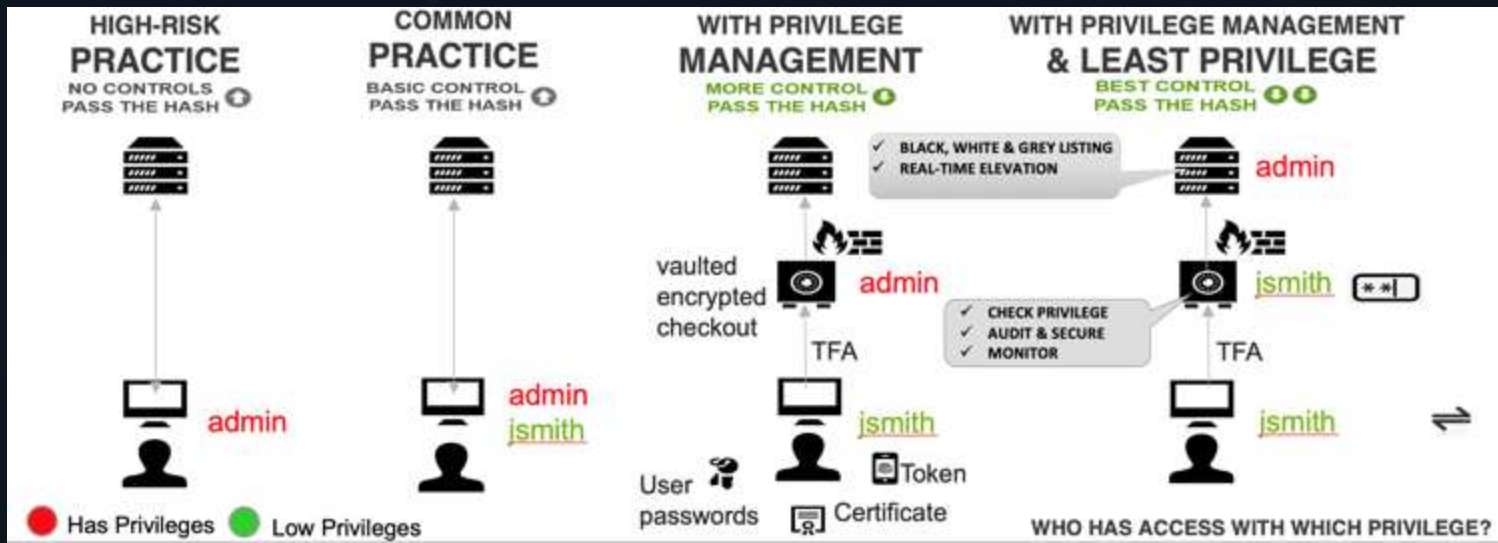 HIGH-RISK
PRACTICE
NO CONTROLS
PASS THE HASH
admin
COMMON
PRACTICE
BASIC CONTROL
PASS THE HASH
admin
jsmith
WITH PRIVILEGE
MANAGEMENT
MORE CONTROL
PASS THE HASH
vaulted
encrypted
checkout
admin
TFA
jsmith
User
passwords
Token
Certificate
WITH PRIVILEGE MANAGEMENT
& LEAST PRIVILEGE
BEST CONTROL
PASS THE HASH
✓ BLACK, WHITE & GREY LISTING
✓ REAL-TIME ELEVATION
admin
jsmith
**|
✓ CHECK PRIVILEGE
✓ AUDIT & SECURE
✓ MONITOR
TFA
jsmith
Has Privileges
Low Privileges
WHO HAS ACCESS WITH WHICH PRIVILEGE?